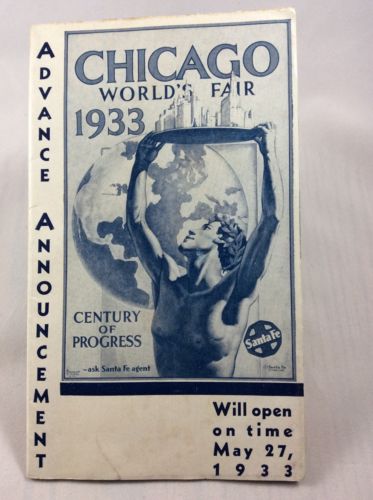 ADVANCE ANNOUNCEMENT
CHICAGO
WORLD'S FAIR
1933
CENTURY
OF
PROGRESS
-ask Santa Fe agent
Santa Fe
Will open
on time
May 27,
1933